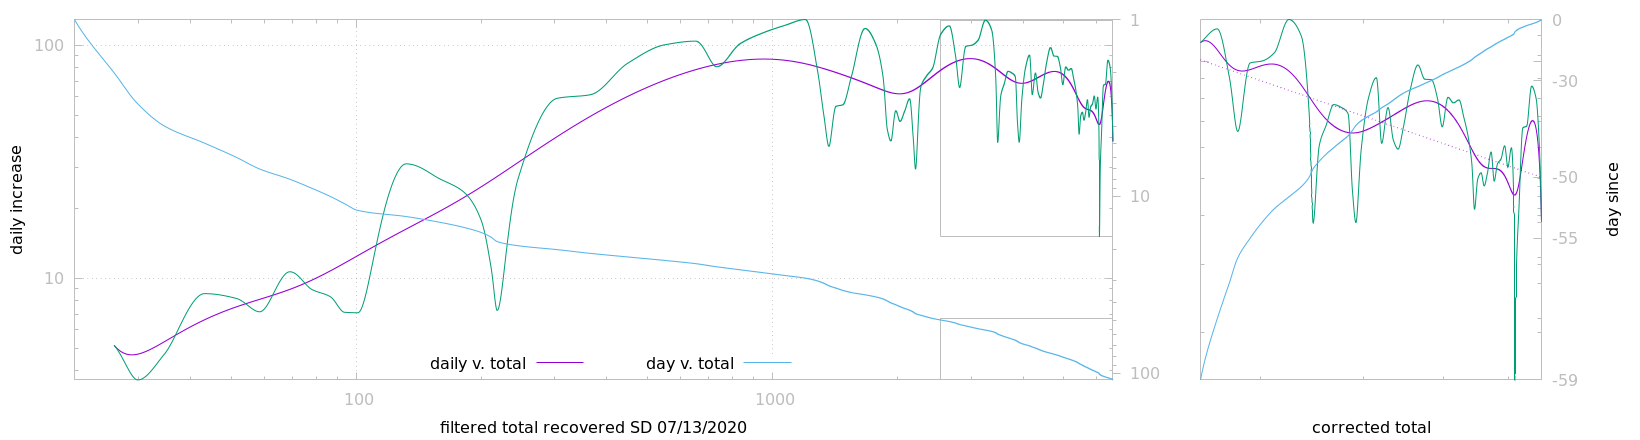 100
10
daily increase
daily v. total
day v. total
100
1000
filtered total recovered SD 07/13/2020
1
10
100
0
-30
-50
-55
-59
day since
corrected total